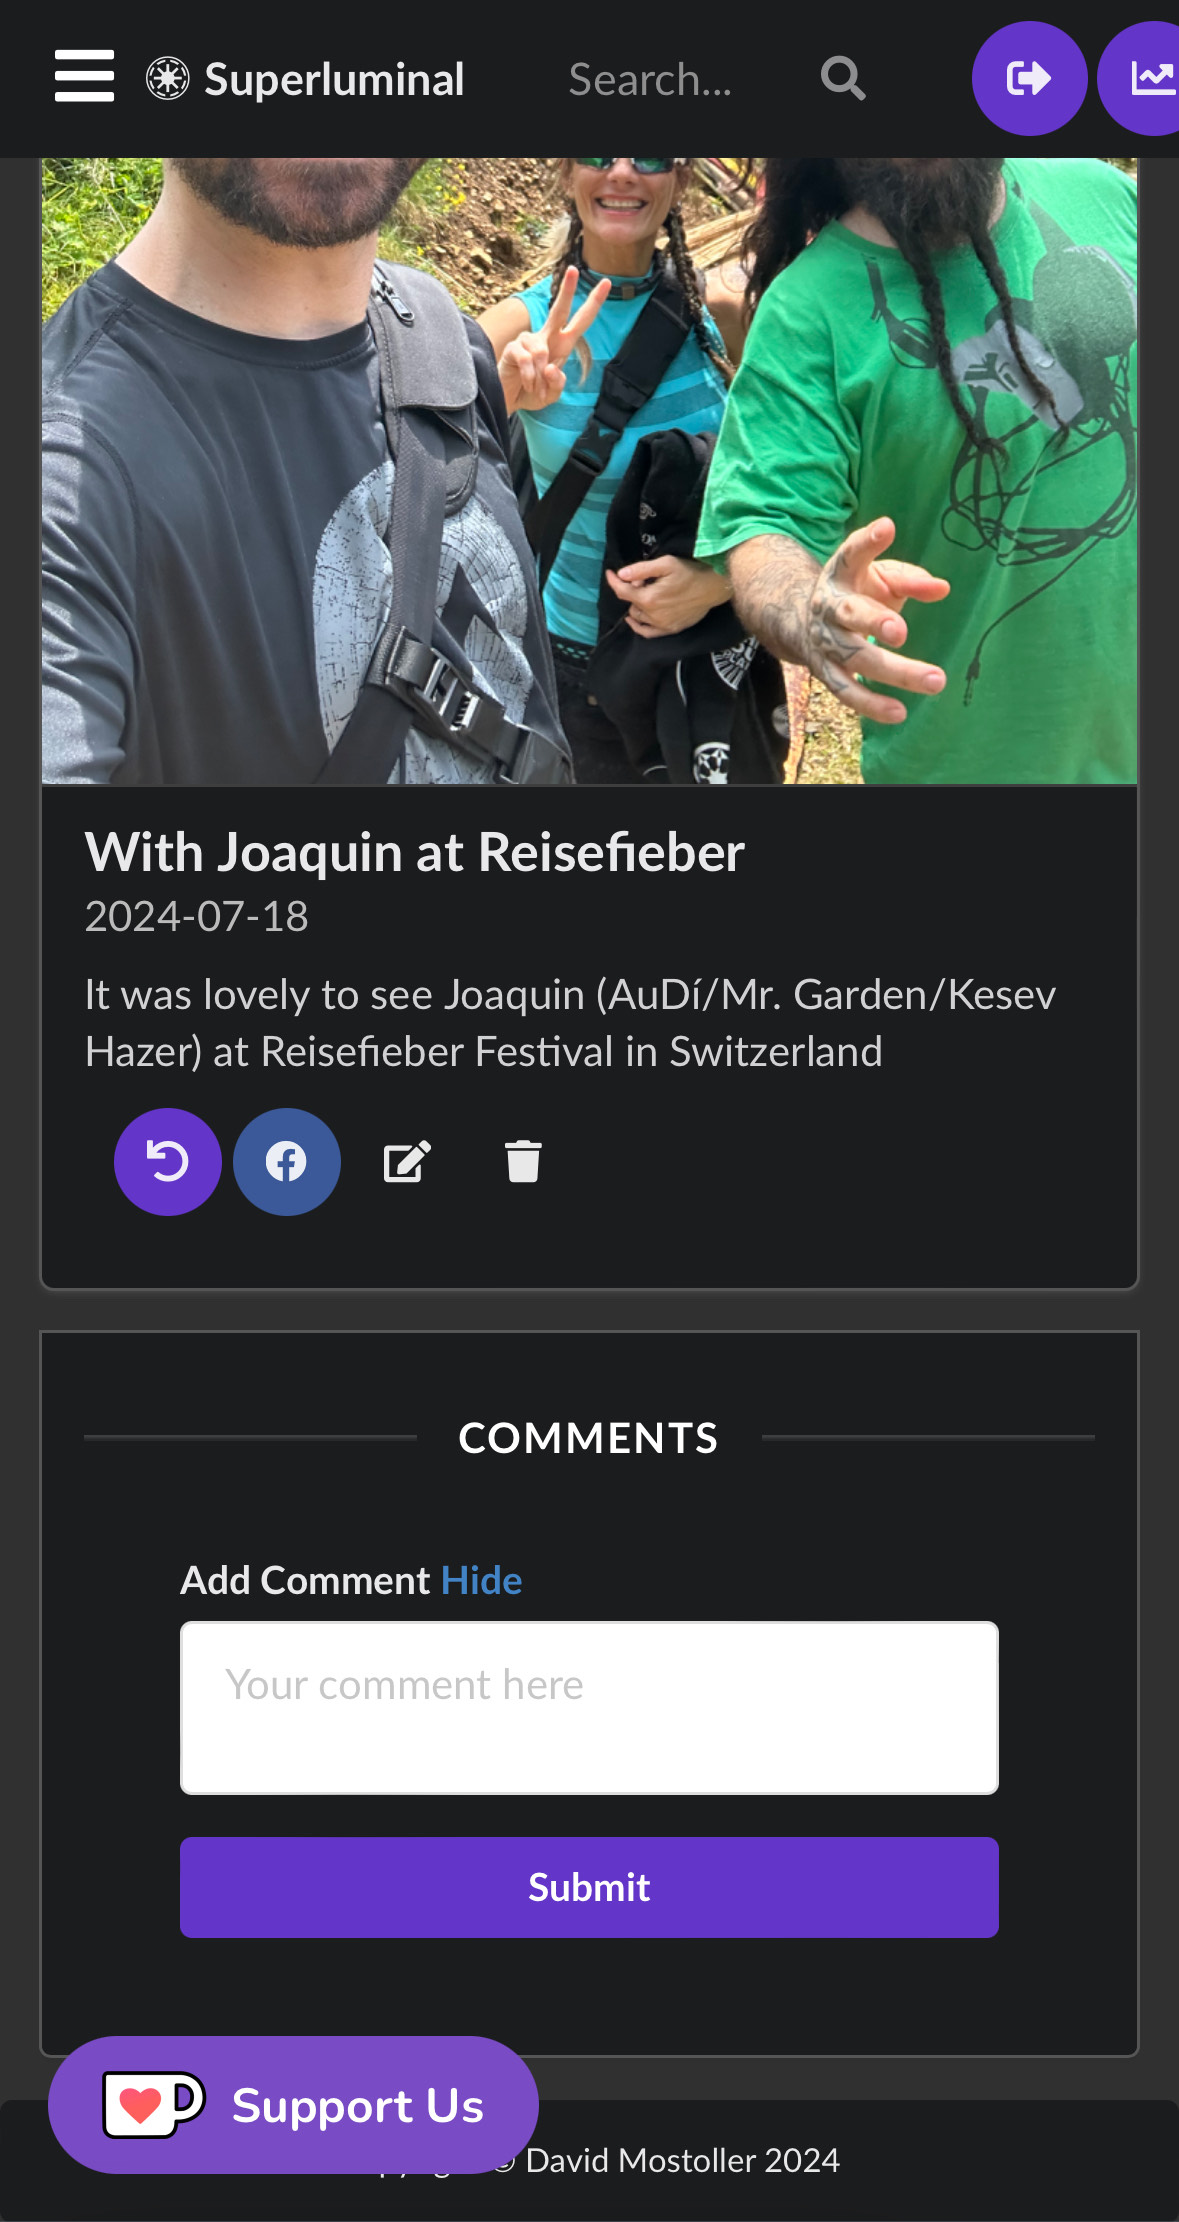 Superluminal
Search...
With Joaquin at Reisefieber
2024-07-18
It was lovely to see Joaquin (AuDí/Mr. Garden/Kesev
Hazer) at Reisefieber Festival in Switzerland
COMMENTS
Add Comment Hide
Your comment here
Submit
Support Us
© David Mostoller 2024